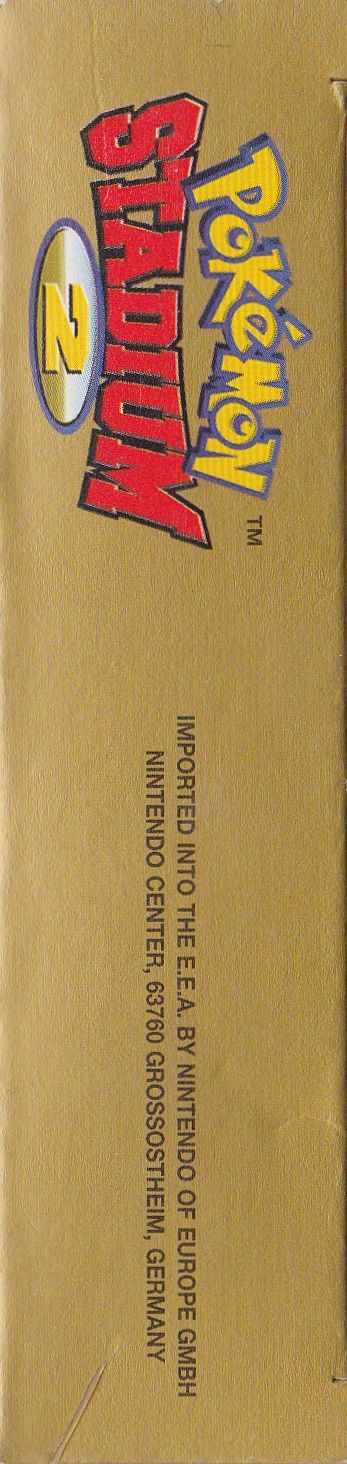 POKéMON
STADIUM
2
TM
IMPORTED INTO THE E.E.A. BY NINTENDO OF EUROPE GMBH
NINTENDO CENTER, 63760 GROSSOSTHEIM, GERMANY